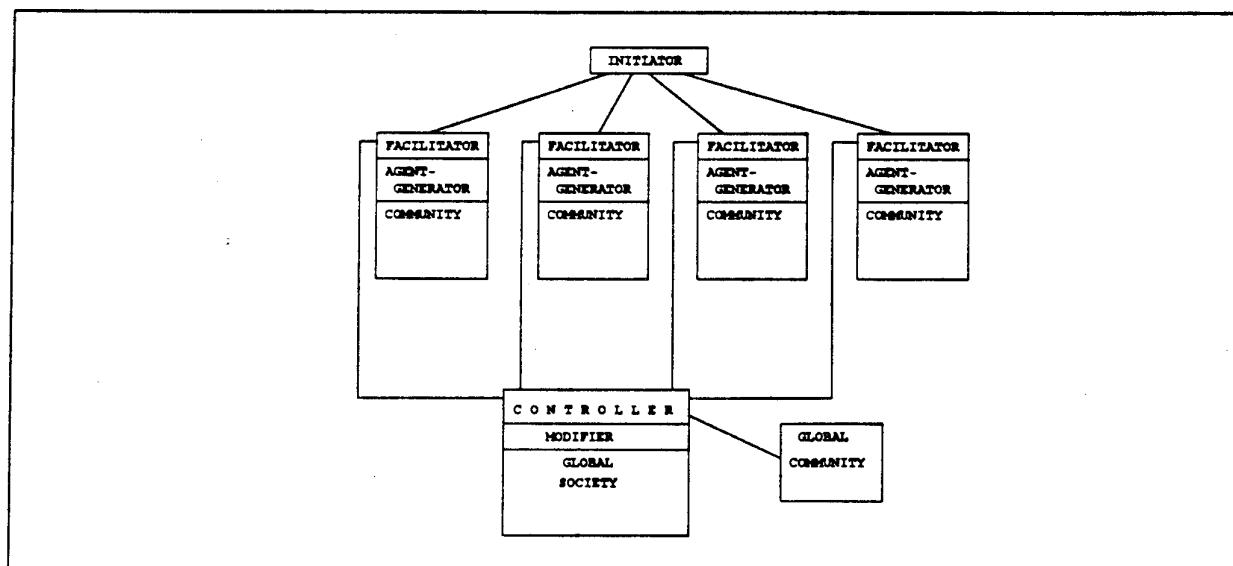 INITIATOR
FACILITATOR
AGENT-
GENERATOR
COMMUNITY
FACILITATOR
AGENT-
GENERATOR
COMMUNITY
FACILITATOR
AGENT-
GENERATOR
COMMUNITY
FACILITATOR
AGENT-
GENERATOR
COMMUNITY
C O N T R O L L E R
MODIFIER
GLOBAL
SOCIETY
GLOBAL
COMMUNITY